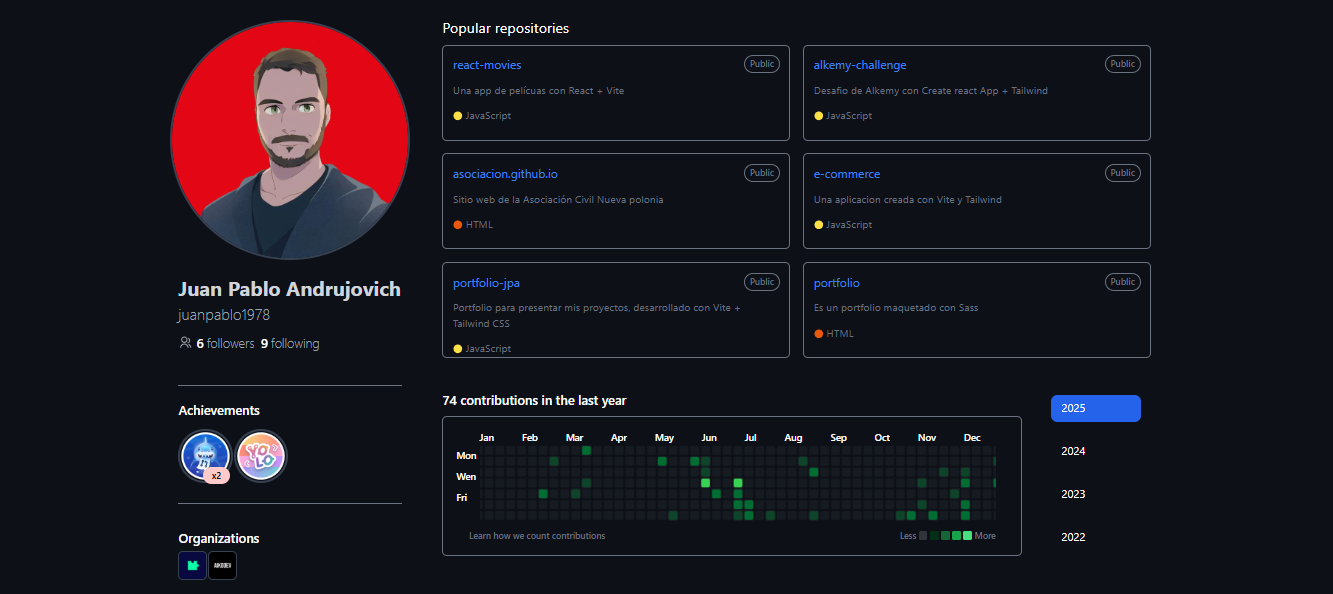 Popular repositories
react-movies
Public
Una app de pelícuas con React + Vite
JavaScript
alkemy-challenge
Public
Desafio de Alkemy con Create react App + Tailwind
JavaScript
asociacion.github.io
Public
Sitio web de la Asociación Civil Nueva polonia
HTML
e-commerce
Public
Una aplicacion creada con Vite y Tailwind
JavaScript
portfolio-jpa
Public
Portfolio para presentar mis proyectos, desarrollado con Vite +
Tailwind CSS
JavaScript
portfolio
Public
Es un portfolio maquetado con Sass
HTML
Juan Pablo Andrujovich
juanpablo1978
6 followers 9 following
Achievements
YOLO
x2
Organizations
AIKODEV
74 contributions in the last year
Jan Feb Mar Apr May Jun Jul Aug Sep Oct Nov Dec
Mon
Wen
Fri
Learn how we count contributions
Less More
2025
2024
2023
2022